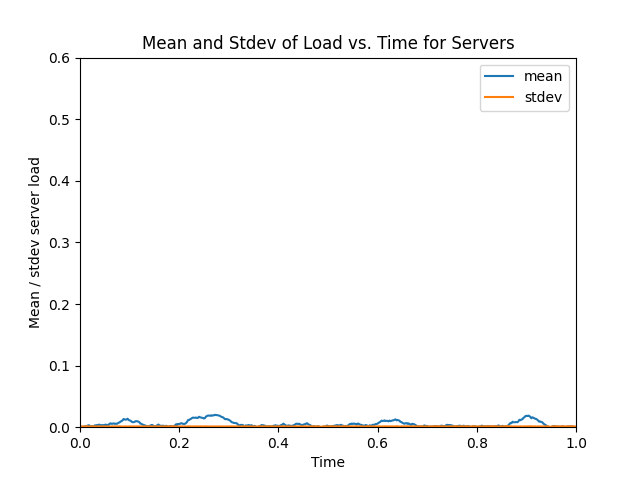 Mean and Stdev of Load vs. Time for Servers
mean
stdev
Mean / stdev server load
0.6
0.5
0.4
0.3
0.2
0.1
0.0
0.0 0.2 0.4 0.6 0.8 1.0
Time